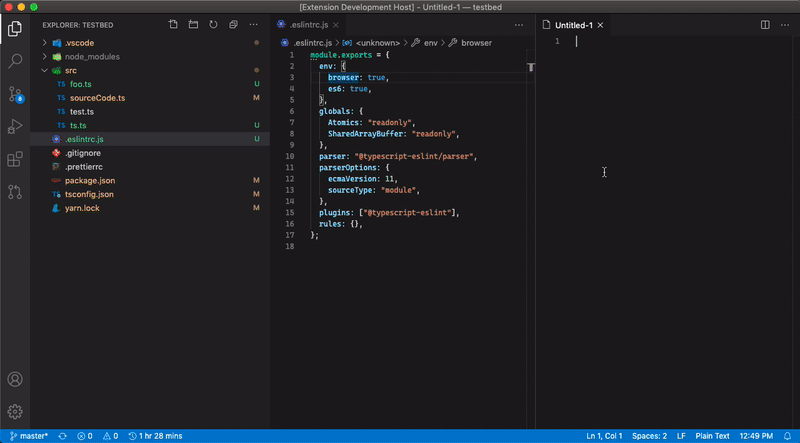 [Extension Development Host] - Untitled-1 — testbed
EXPLORER: TESTBED
.vscode
node_modules
src
TS foo.ts U
TS sourceCode.ts M
TS test.ts
TS ts.ts U
.eslintrc.js U
.gitignore
.prettierrc
package.json M
TS tsconfig.json M
yarn.lock M
8
.eslintrc.js
.eslintrc.js > <unknown> > env > browser
1 module.exports = {
2 env: {
3 browser: true,
4 es6: true,
5 },
6 globals: {
7 Atomics: "readonly",
8 SharedArrayBuffer: "readonly",
9 },
10 parser: "@typescript-eslint/parser",
11 parserOptions: {
12 ecmaVersion: 11,
13 sourceType: "module",
14 },
15 plugins: ["@typescript-eslint"],
16 rules: {},
17 };
18
Untitled-1
1
master* 0 0 1 hr 28 mins Ln 1, Col 1 Spaces: 2 LF Plain Text 12:49 PM